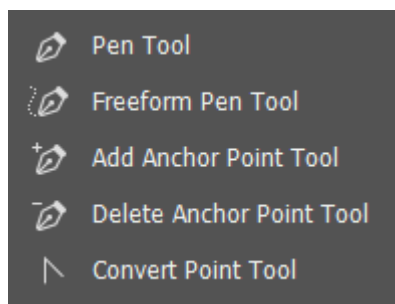 Pen Tool
Freeform Pen Tool
Add Anchor Point Tool
Delete Anchor Point Tool
Convert Point Tool